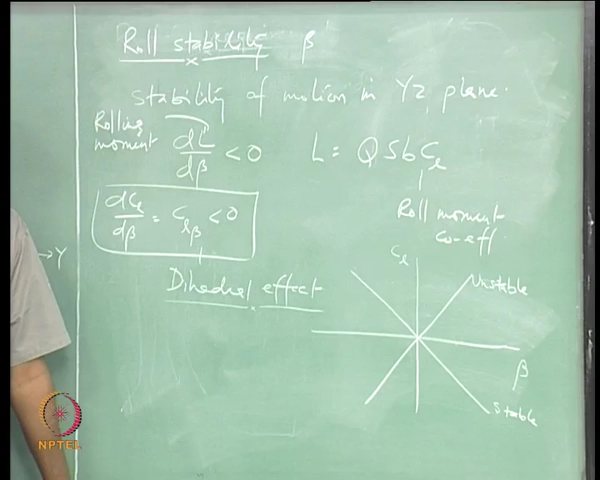 Roll stability β
Stability of motion in YZ plane.
Rolling moment dL/dβ < 0 L = QSbCℓ
Roll moment co-eff
dCℓ/dβ = Cℓβ < 0
→Y
Dihedral effect
Cℓ
Unstable
β
Stable
NPTEL